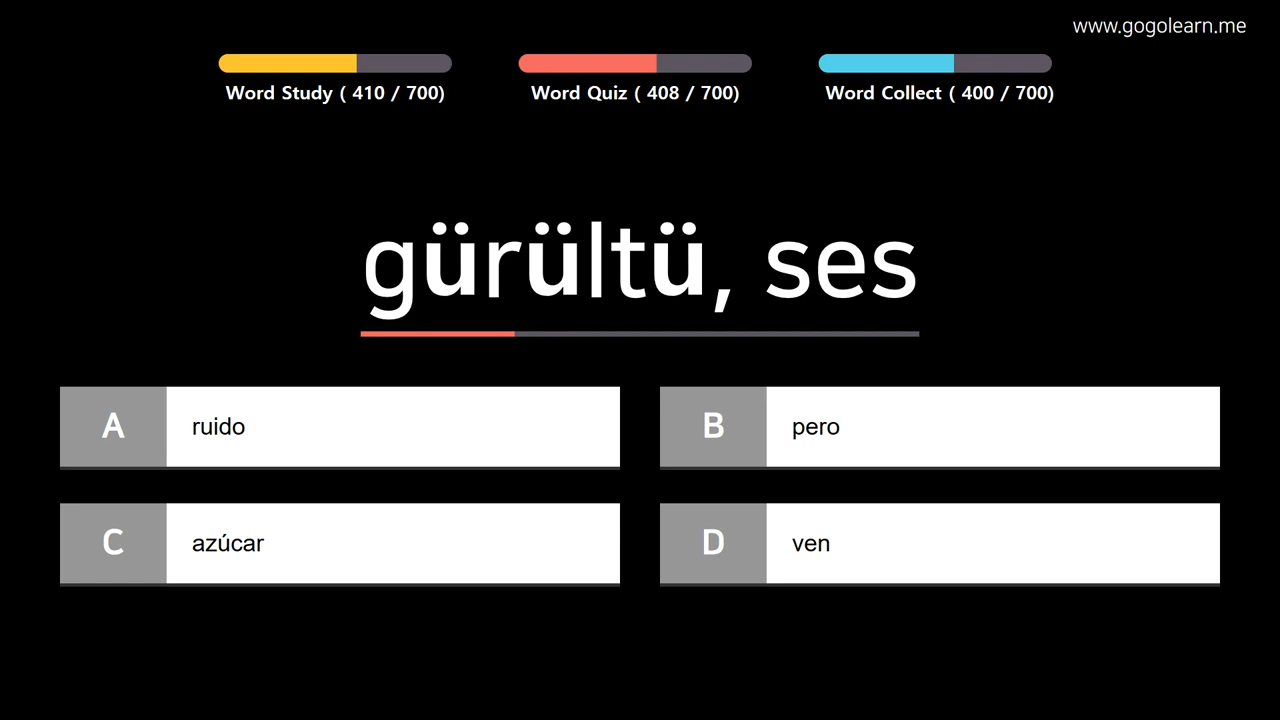 www.gogolearn.me
Word Study ( 410 / 700)
Word Quiz ( 408 / 700)
Word Collect ( 400 / 700)
gürültü, ses
A ruido
B pero
C azúcar
D ven